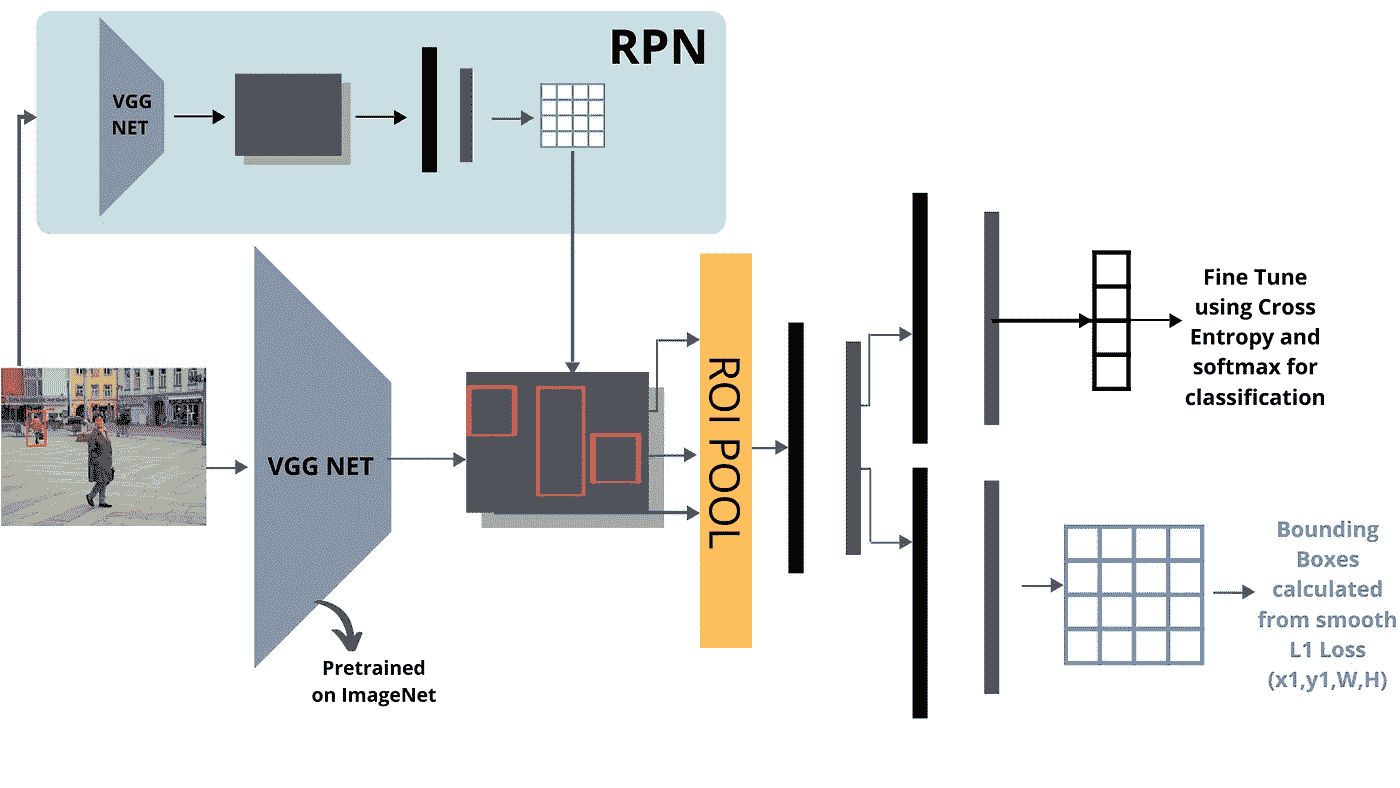 RPN
VGG
NET
VGG NET
Pretrained
on ImageNet
ROI POOL
Fine Tune
using Cross
Entropy and
softmax for
classification
Bounding
Boxes
calculated
from smooth
L1 Loss
(x1,y1,W,H)